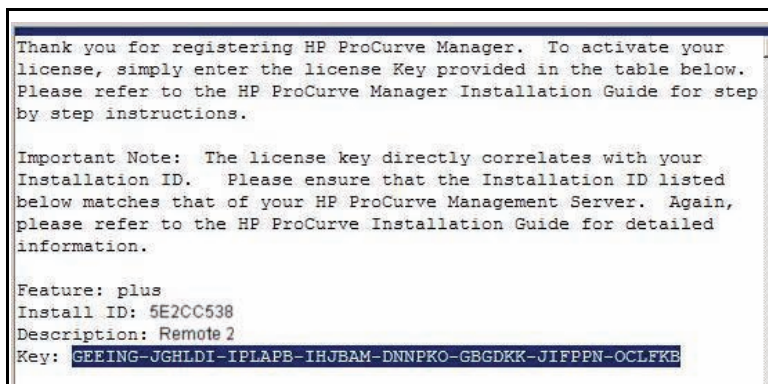 Thank you for registering HP ProCurve Manager.  To activate your
license, simply enter the license Key provided in the table below.
Please refer to the HP ProCurve Manager Installation Guide for step
by step instructions.

Important Note:  The license key directly correlates with your
Installation ID.   Please ensure that the Installation ID listed
below matches that of your HP ProCurve Management Server.  Again,
please refer to the HP ProCurve Installation Guide for detailed
information.

Feature: plus
Install ID: 5E2CC538
Description: Remote 2
Key: GEEING-JGHLDI-IPLAPB-IHJBAM-DNNPKO-GBGDKK-JIFPPN-OCLFKB